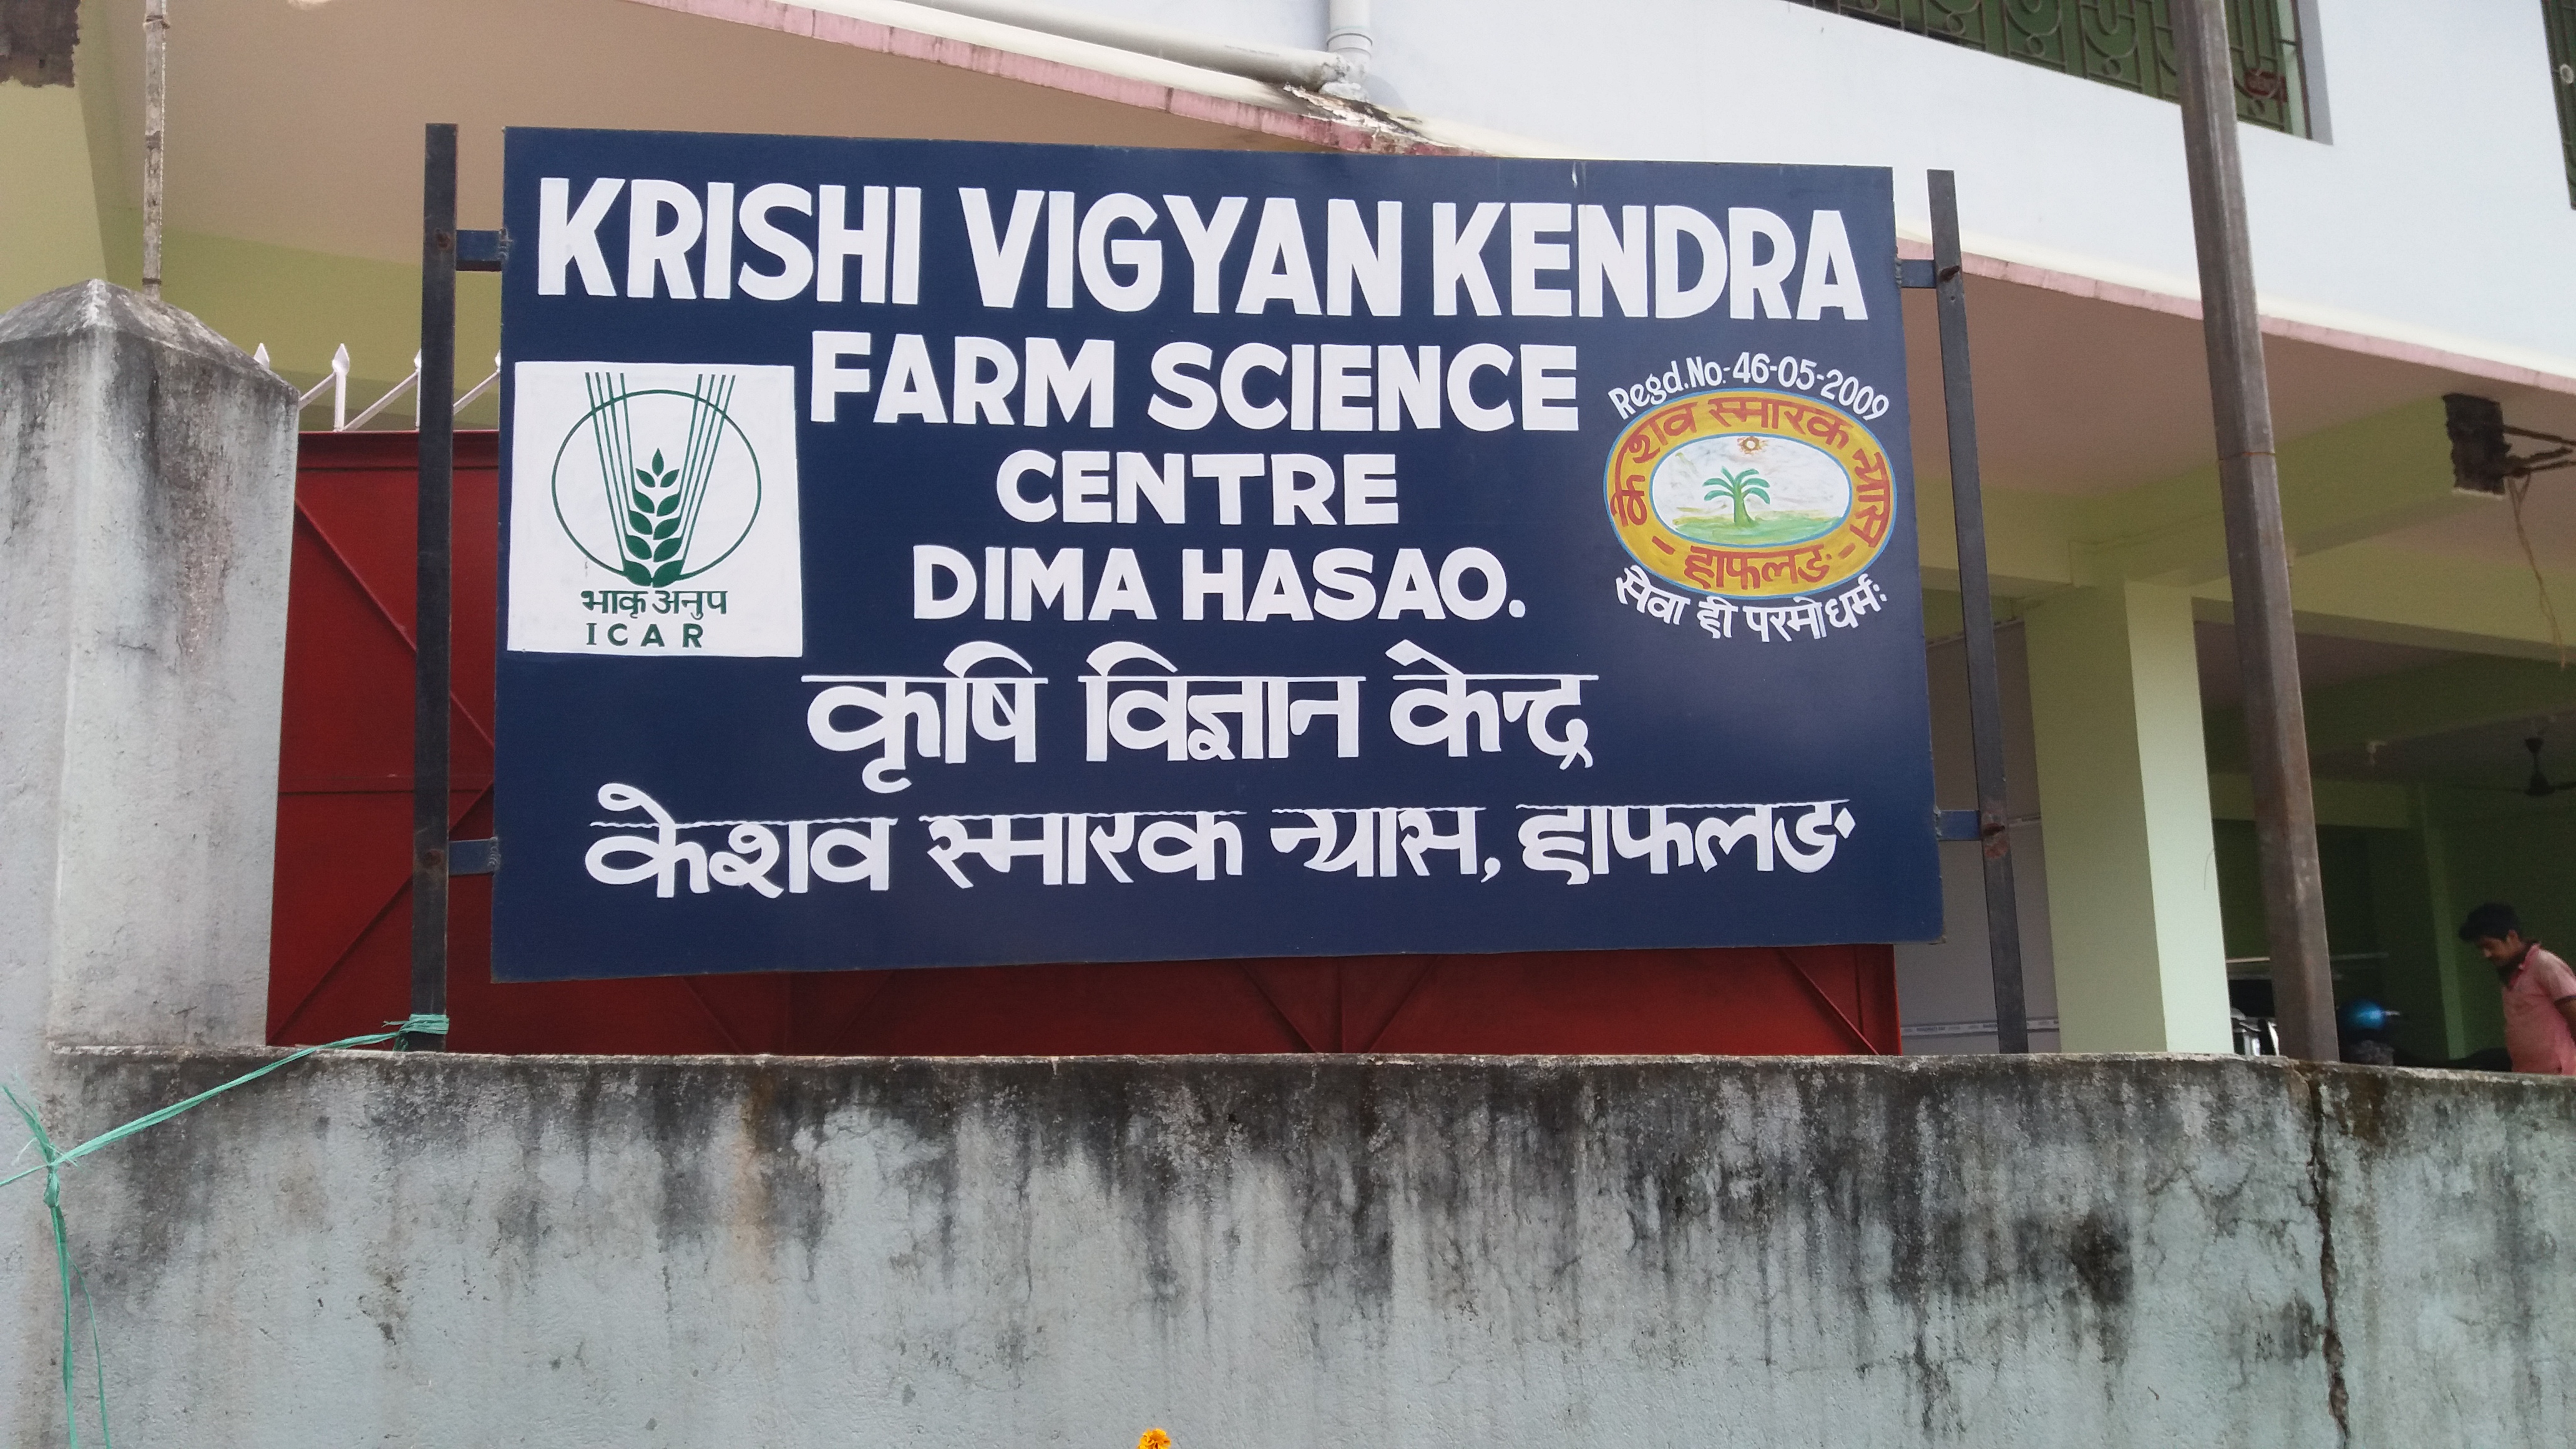 KRISHI VIGYAN KENDRA
FARM SCIENCE
CENTRE
DIMA HASAO.
भाकृअनुप
ICAR
Regd.No.-46-05-2009
केशव स्मारक न्यास
- हाफलङ -
सेवा ही परमो धर्म:
कृषि विज्ञान केन्द्र
केशव स्मारक न्यास, हाफलङ